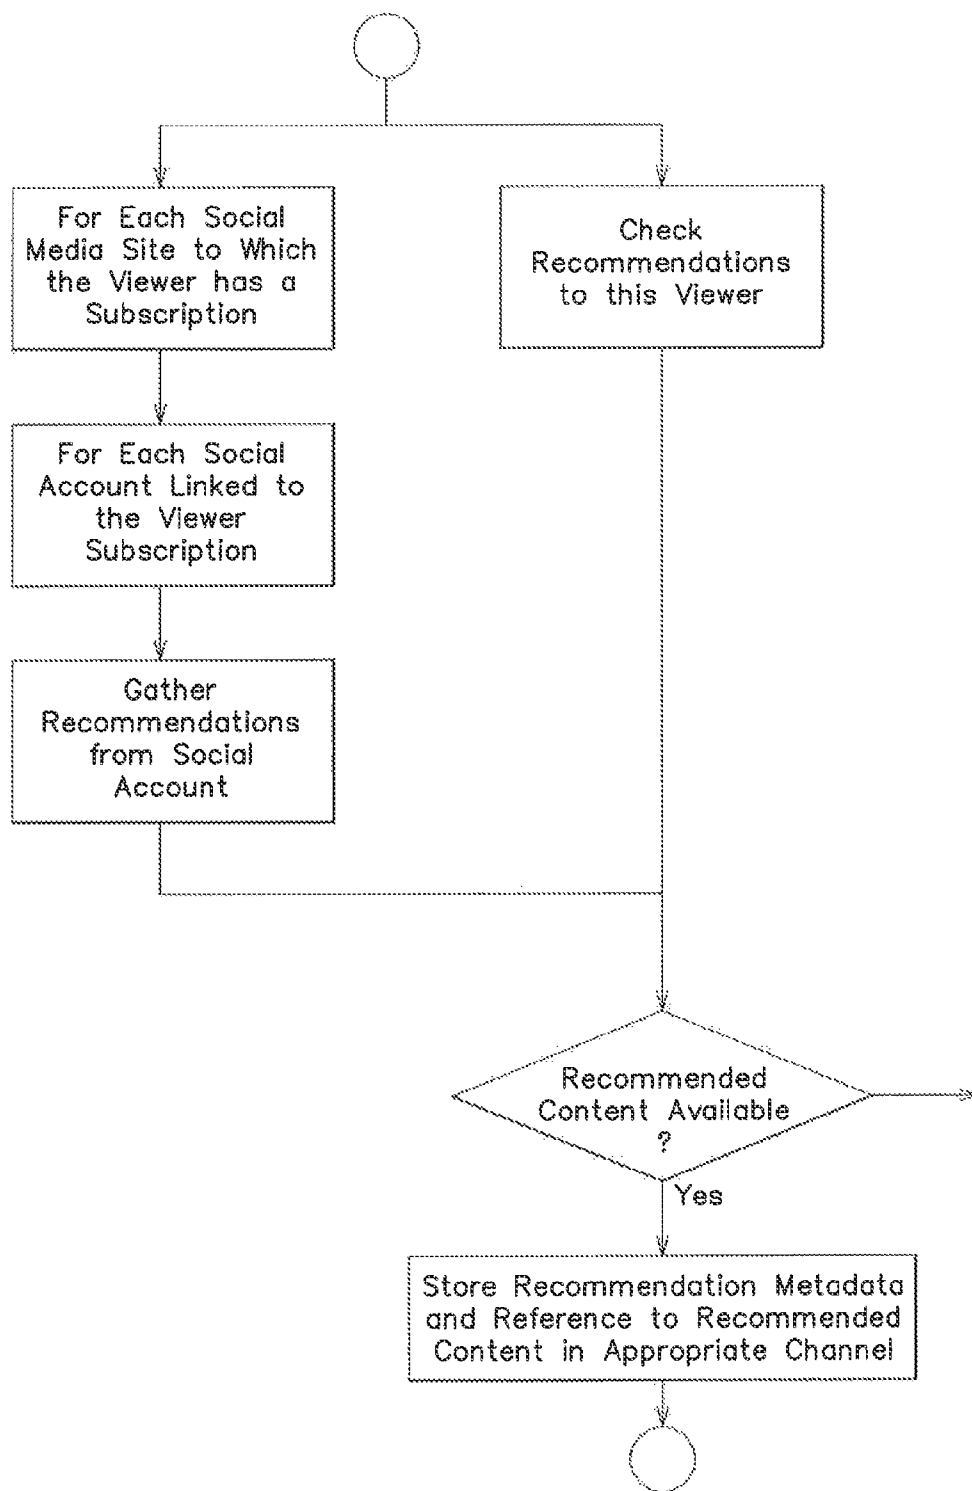 For Each Social
Media Site to Which
the Viewer has a
Subscription
Check
Recommendations
to this Viewer
For Each Social
Account Linked to
the Viewer
Subscription
Gather
Recommendations
from Social
Account
Recommended
Content Available
?
Yes
Store Recommendation Metadata
and Reference to Recommended
Content in Appropriate Channel